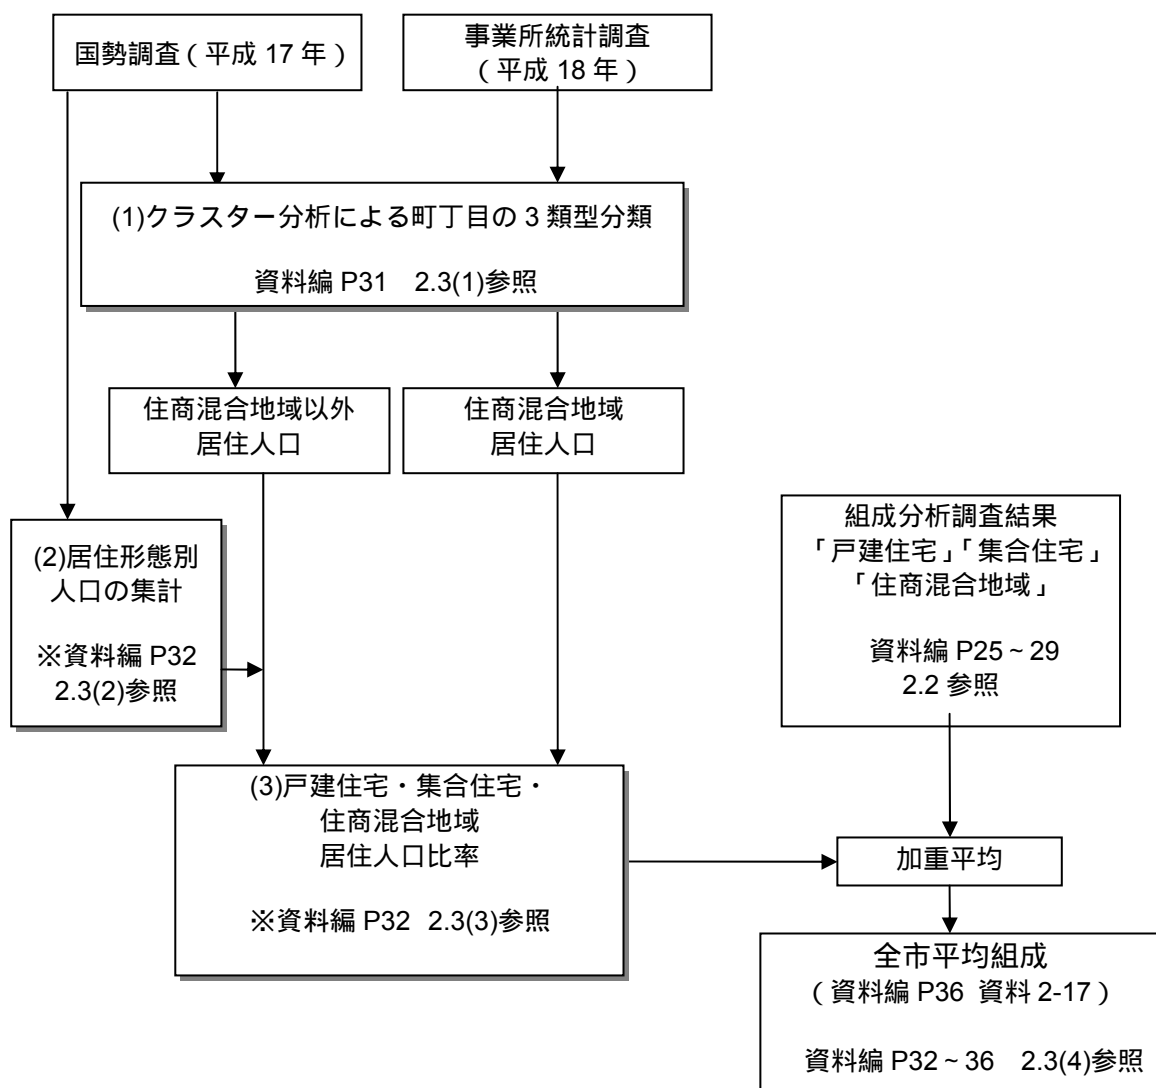 国勢調査（平成 17 年）
事業所統計調査
（平成 18 年）
(1)クラスター分析による町丁目の 3 類型分類
資料編 P31　2.3(1)参照
住商混合地域以外
居住人口
住商混合地域
居住人口
(2)居住形態別
人口の集計
※資料編 P32
2.3(2)参照
組成分析調査結果
「戸建住宅」「集合住宅」
「住商混合地域」
資料編 P25～29
2.2 参照
(3)戸建住宅・集合住宅・
住商混合地域
居住人口比率
※資料編 P32　2.3(3)参照
加重平均
全市平均組成
（資料編 P36 資料 2-17）
資料編 P32～36　2.3(4)参照